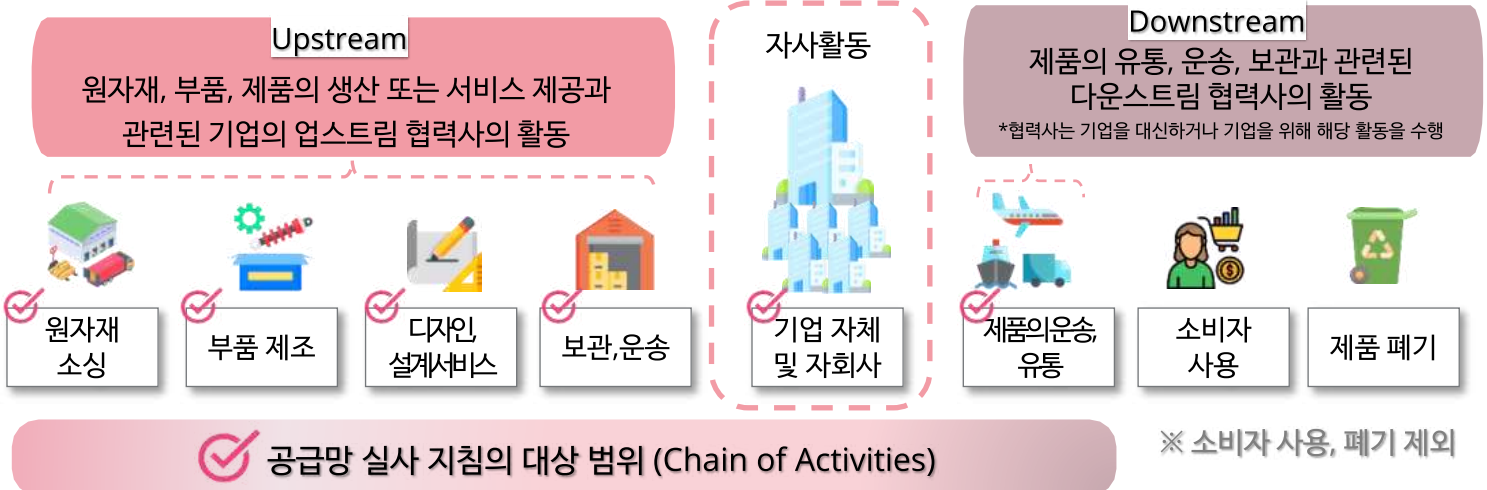 Upstream
원자재, 부품, 제품의 생산 또는 서비스 제공과
관련된 기업의 업스트림 협력사의 활동
자사활동
Downstream
제품의 유통, 운송, 보관과 관련된
다운스트림 협력사의 활동
*협력사는 기업을 대신하거나 기업을 위해 해당 활동을 수행
원자재
소싱
부품 제조
디자인,
설계서비스
보관,운송
기업 자체
및 자회사
제품의운송,
유통
소비자
사용
제품 폐기
공급망 실사 지침의 대상 범위 (Chain of Activities)
※ 소비자 사용, 폐기 제외